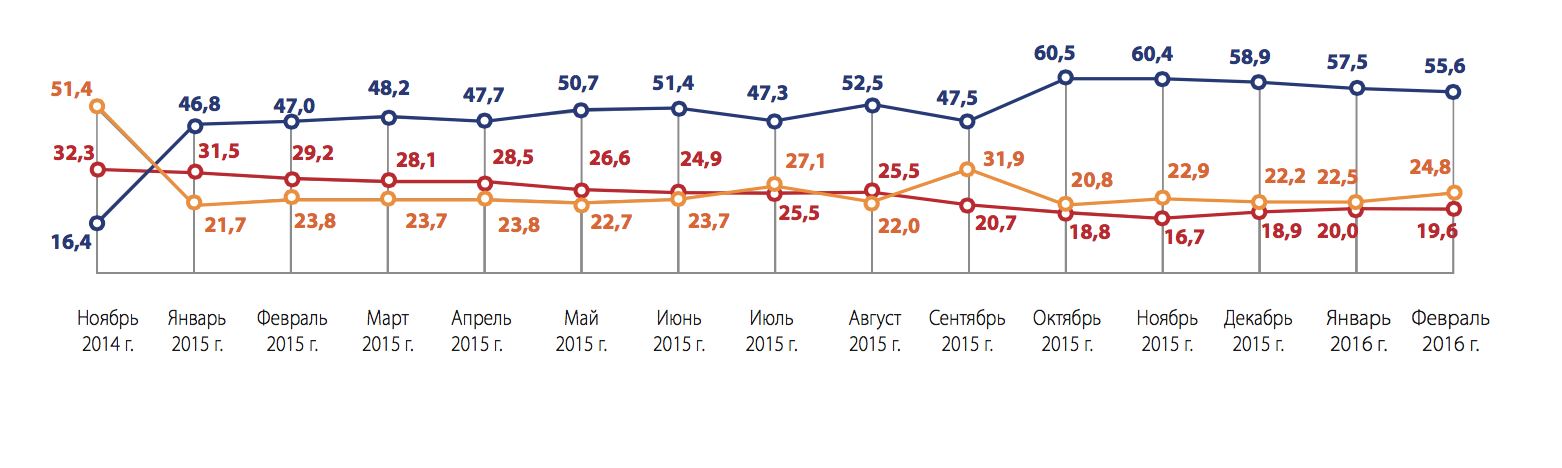 60,5 60,4 58,9 57,5 55,6
51,4 46,8 47,0 48,2 47,7 50,7 51,4 47,3 52,5 47,5
32,3 31,5 29,2 28,1 28,5 26,6 24,9 27,1 25,5 31,9 20,8 22,9 22,2 22,5 24,8
16,4 21,7 23,8 23,7 23,8 22,7 23,7 25,5 22,0 20,7 18,8 16,7 18,9 20,0 19,6
Ноябрь Январь Февраль Март Апрель Май Июнь Июль Август Сентябрь Октябрь Ноябрь Декабрь Январь Февраль
2014 г. 2015 г. 2015 г. 2015 г. 2015 г. 2015 г. 2015 г. 2015 г. 2015 г. 2015 г. 2015 г. 2015 г. 2015 г. 2016 г. 2016 г.